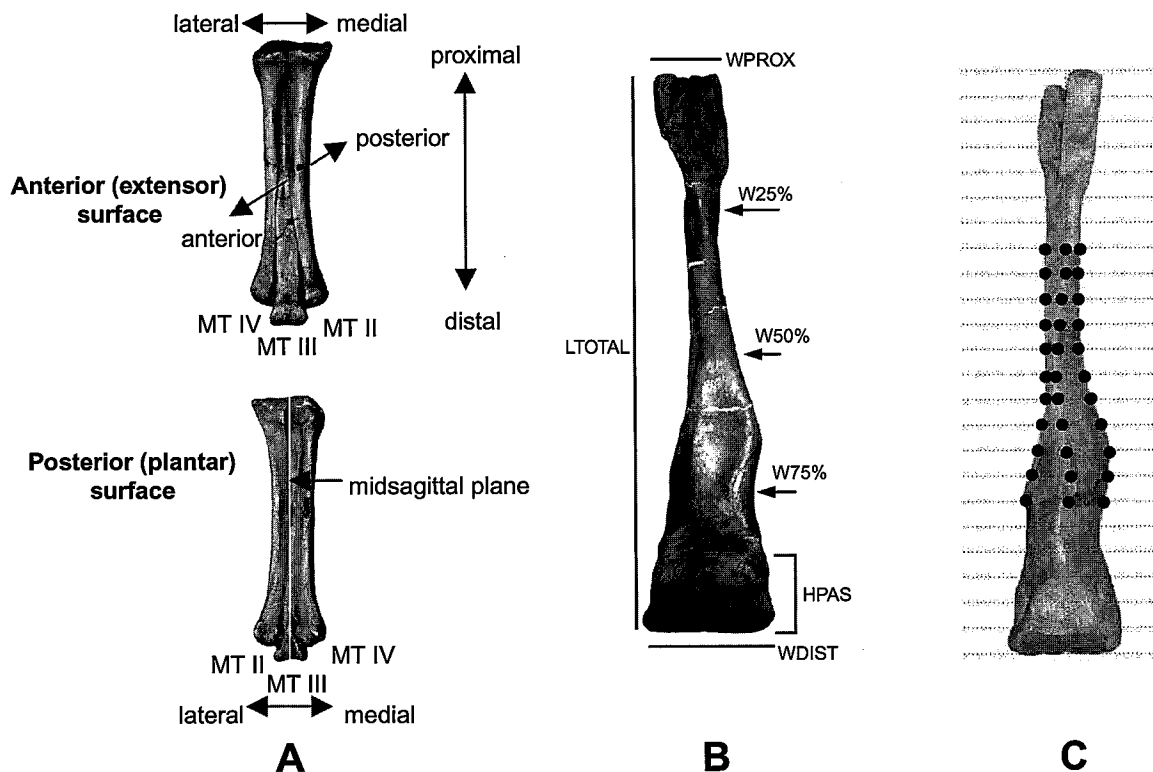 lateral medial
proximal
posterior
Anterior (extensor)
surface
anterior
distal
MT IV
MT II
MT III
Posterior (plantar)
surface
midsagittal plane
MT II
MT IV
MT III
lateral medial
A
WPROX
W25%
LTOTAL
W50%
W75%
HPAS
WDIST
B
C